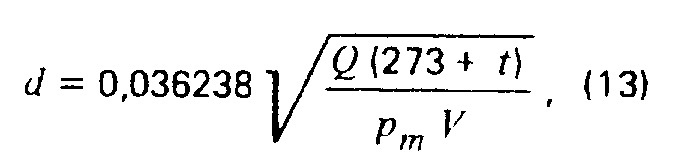 d = 0,036238 √(Q (273 + t) / p_m V) , (13)